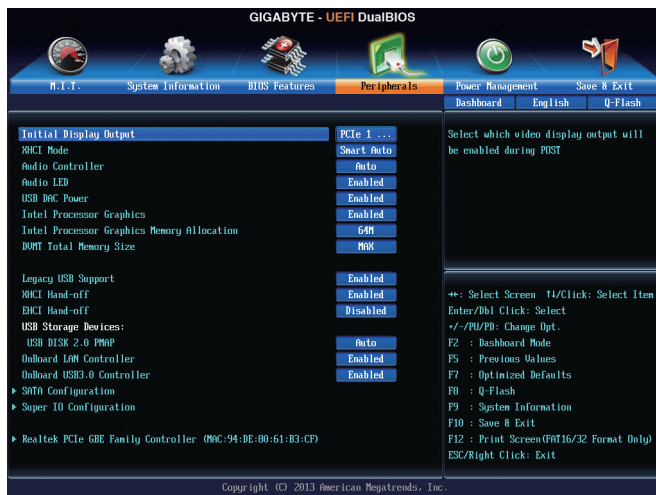 GIGABYTE - UEFI DualBIOS
M.I.T. System Information BIOS Features Peripherals Power Management Save & Exit
Dashboard English Q-Flash
Initial Display Output PCIe 1 ...
XHCI Mode Smart Auto
Audio Controller Auto
Audio LED Enabled
USB DAC Power Enabled
Intel Processor Graphics Enabled
Intel Processor Graphics Memory Allocation 64M
DVMT Total Memory Size MAX
Legacy USB Support Enabled
XHCI Hand-off Enabled
EHCI Hand-off Disabled
USB Storage Devices:
USB DISK 2.0 PMAP Auto
OnBoard LAN Controller Enabled
OnBoard USB3.0 Controller Enabled
SATA Configuration
Super IO Configuration
Realtek PCIe GBE Family Controller (MAC:94:DE:80:61:B3:CF)
Select which video display output will
be enabled during POST
↔: Select Screen ↑↓/Click: Select Item
Enter/Dbl Click: Select
+/-/PU/PD: Change Opt.
F2 : Dashboard Mode
F5 : Previous Values
F7 : Optimized Defaults
F8 : Q-Flash
F9 : System Information
F10 : Save & Exit
F12 : Print Screen(FAT16/32 Format Only)
ESC/Right Click: Exit
Copyright (C) 2013 American Megatrends, Inc.